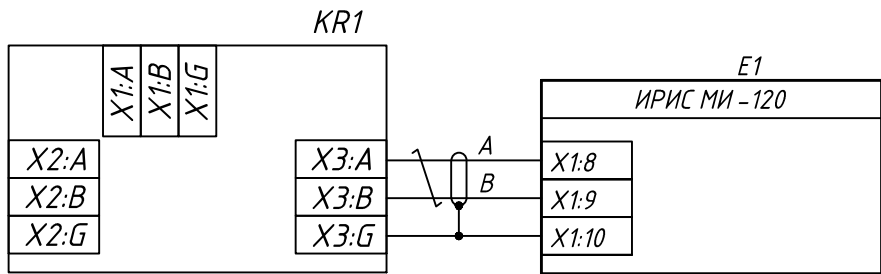 KR1
X1:A
X1:B
X1:G
X2:A
X2:B
X2:G
X3:A
X3:B
X3:G
A
B
E1
ИРИС МИ -120
X1:8
X1:9
X1:10